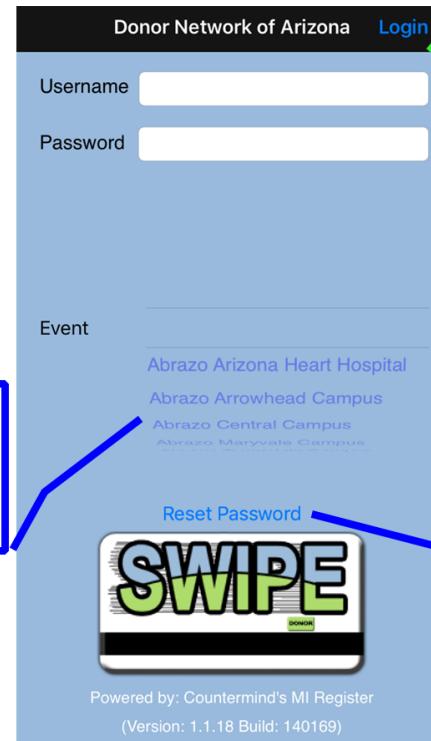 Donor Network of Arizona Login
Username
Password
Event
Abrazo Arizona Heart Hospital
Abrazo Arrowhead Campus
Abrazo Central Campus
Abrazo Maryvale Campus
Reset Password
SWIPE
DONOR
Powered by: Countermind's MI Register
(Version: 1.1.18 Build: 140169)